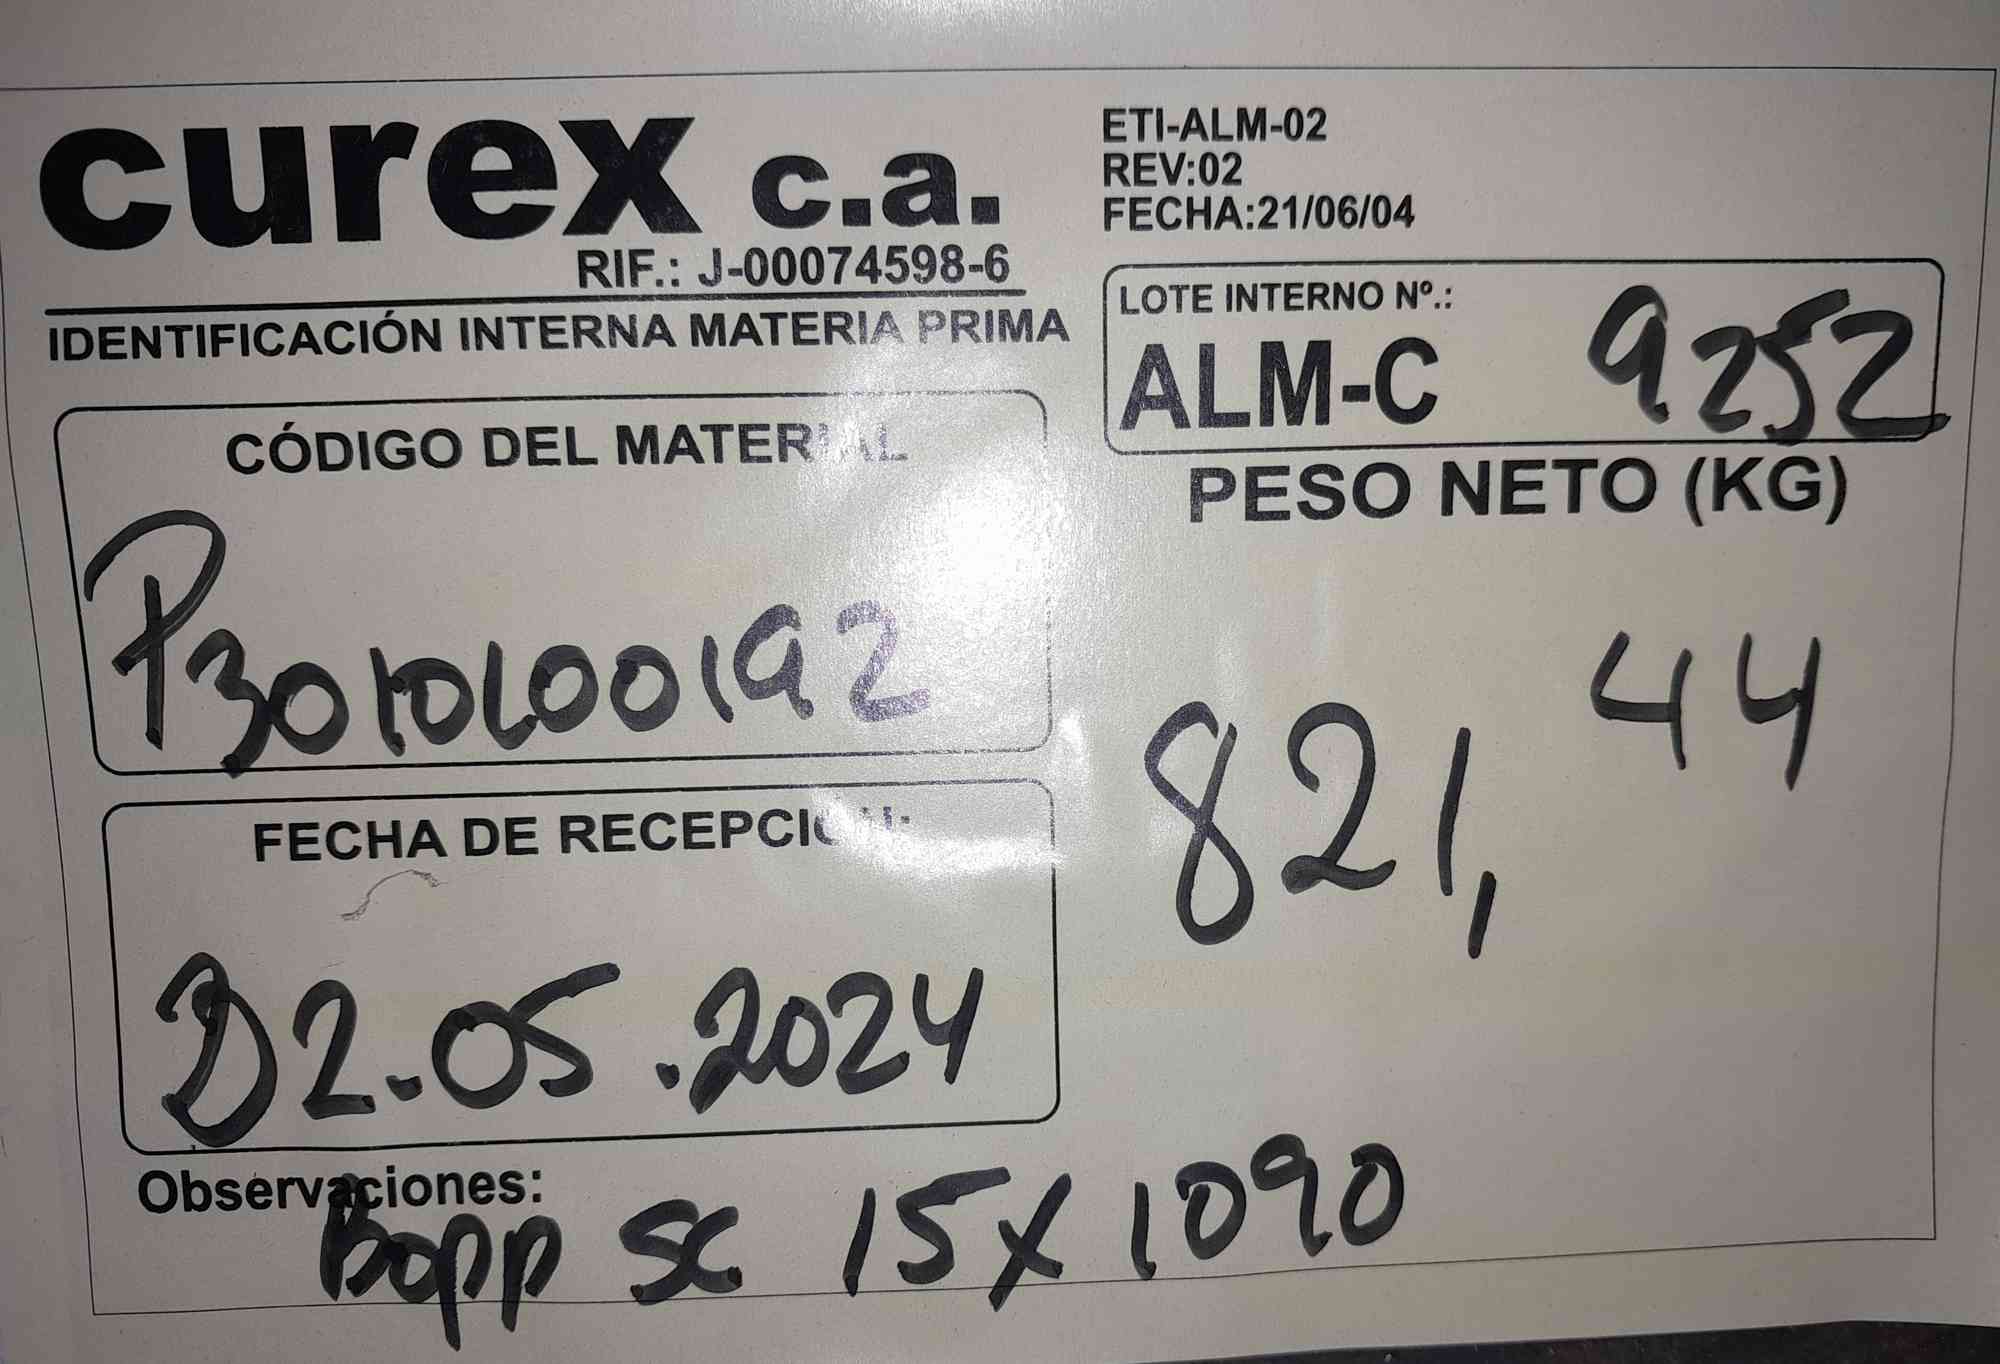 curex c.a.
RIF.: J-00074598-6
IDENTIFICACIÓN INTERNA MATERIA PRIMA
ETI-ALM-02
REV:02
FECHA:21/06/04
LOTE INTERNO Nº.:
ALM-C 9252
CÓDIGO DEL MATERIAL
P3010100192
PESO NETO (KG)
821,44
FECHA DE RECEPCIÓN:
02.05.2024
Observaciones:
Bopp SC 15X1090